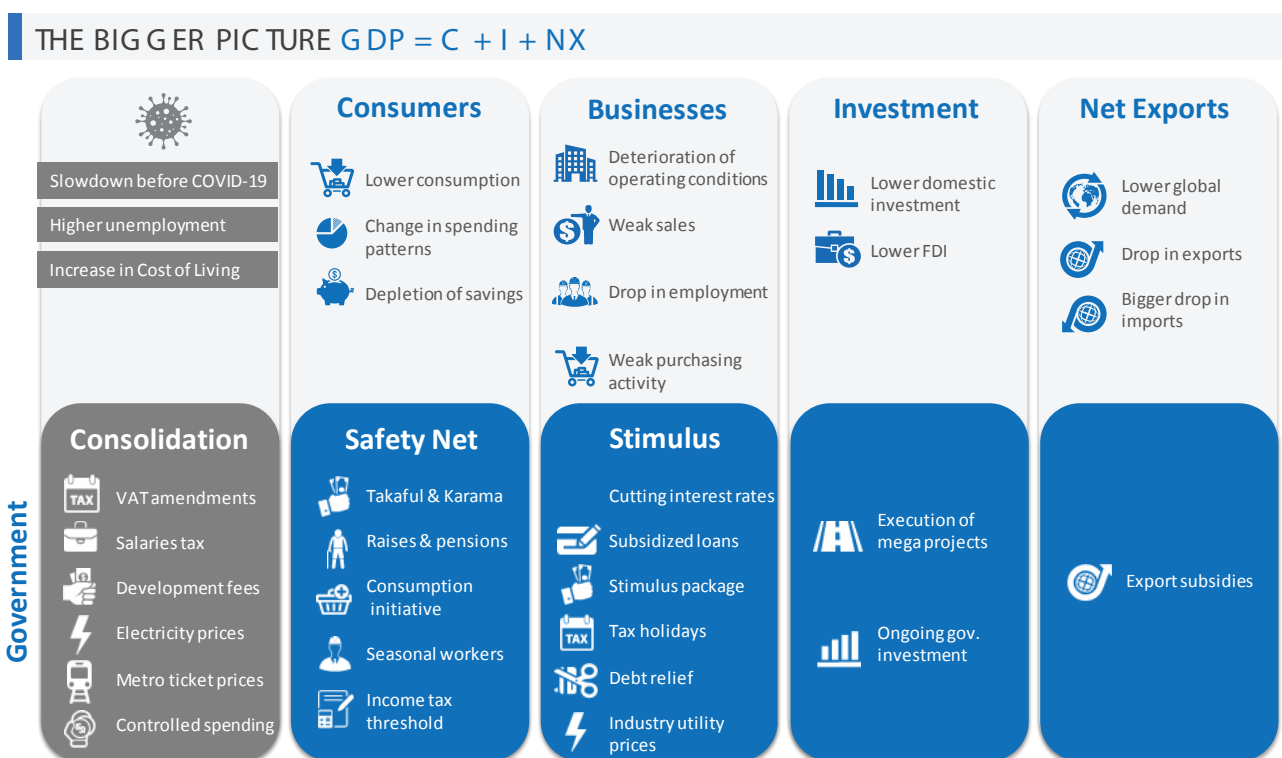 THE BIGGER PICTURE GDP = C + I + NX
Slowdown before COVID-19
Higher unemployment
Increase in Cost of Living
Consumers
Lower consumption
Change in spending
patterns
Depletion of savings
Businesses
Deterioration of
operating conditions
Weak sales
Drop in employment
Weak purchasing
activity
Investment
Lower domestic
investment
Lower FDI
Net Exports
Lower global
demand
Drop in exports
Bigger drop in
imports
Government
Consolidation
TAX
VAT amendments
Salaries tax
Development fees
Electricity prices
Metro ticket prices
Controlled spending
Safety Net
Takaful & Karama
Raises & pensions
Consumption
initiative
Seasonal workers
Income tax
threshold
Stimulus
Cutting interest rates
Subsidized loans
Stimulus package
TAX
Tax holidays
Debt relief
Industry utility
prices
Execution of
mega projects
Ongoing gov.
investment
Export subsidies